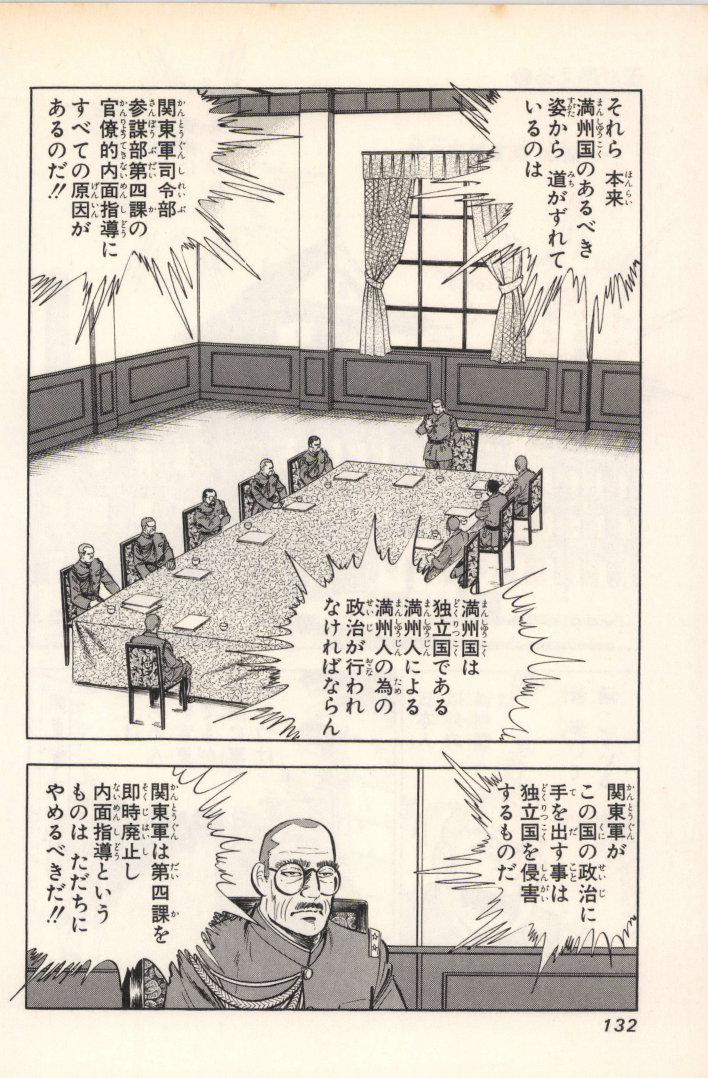 それら 本来
満州国のあるべき
姿から 道がずれて
いるのは
関東軍司令部
参謀部第四課の
官僚的内面指導に
すべての原因が
あるのだ!!
満州国は
独立国である
満州人による
満州人の為の
政治が行われ
なければならん
関東軍が
この国の政治に
手を出す事は
独立国を侵害
するものだ
関東軍は第四課を
即時廃止し
内面指導という
ものは ただちに
やめるべきだ!!
132